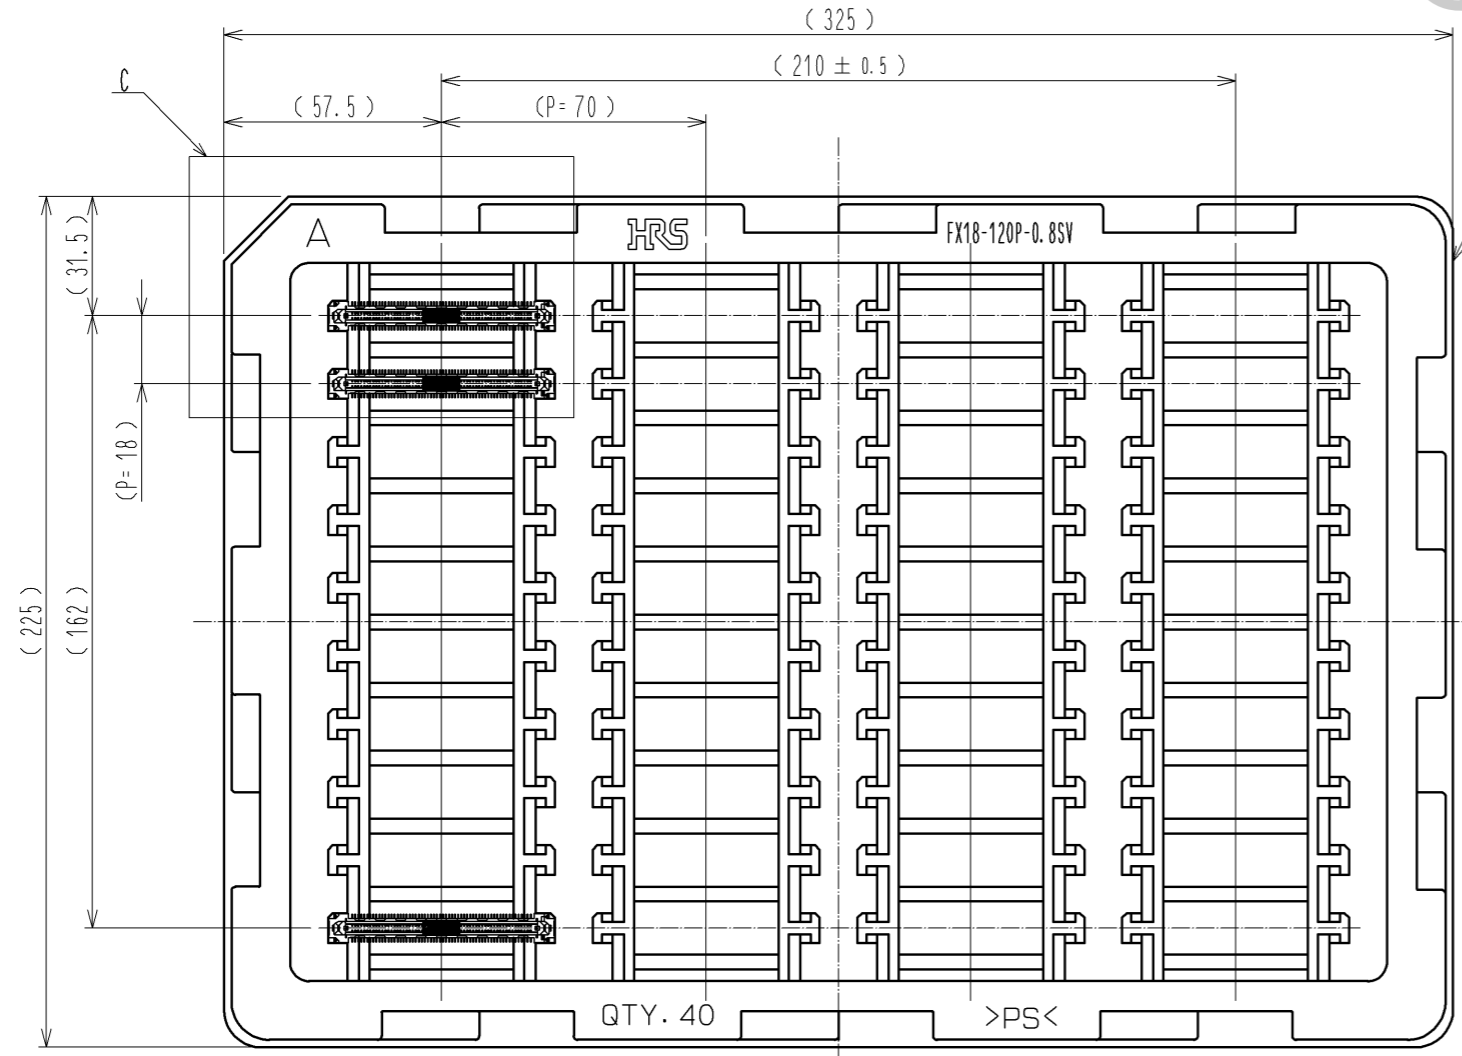 ( 325 )
( 210 ± 0.5 )
C
( 57.5 )
(P=70 )
( 31.5 )
A
HRS
FX18-120P-0.8SV
(P=18 )
( 225 )
( 162 )
QTY. 40
>PS<